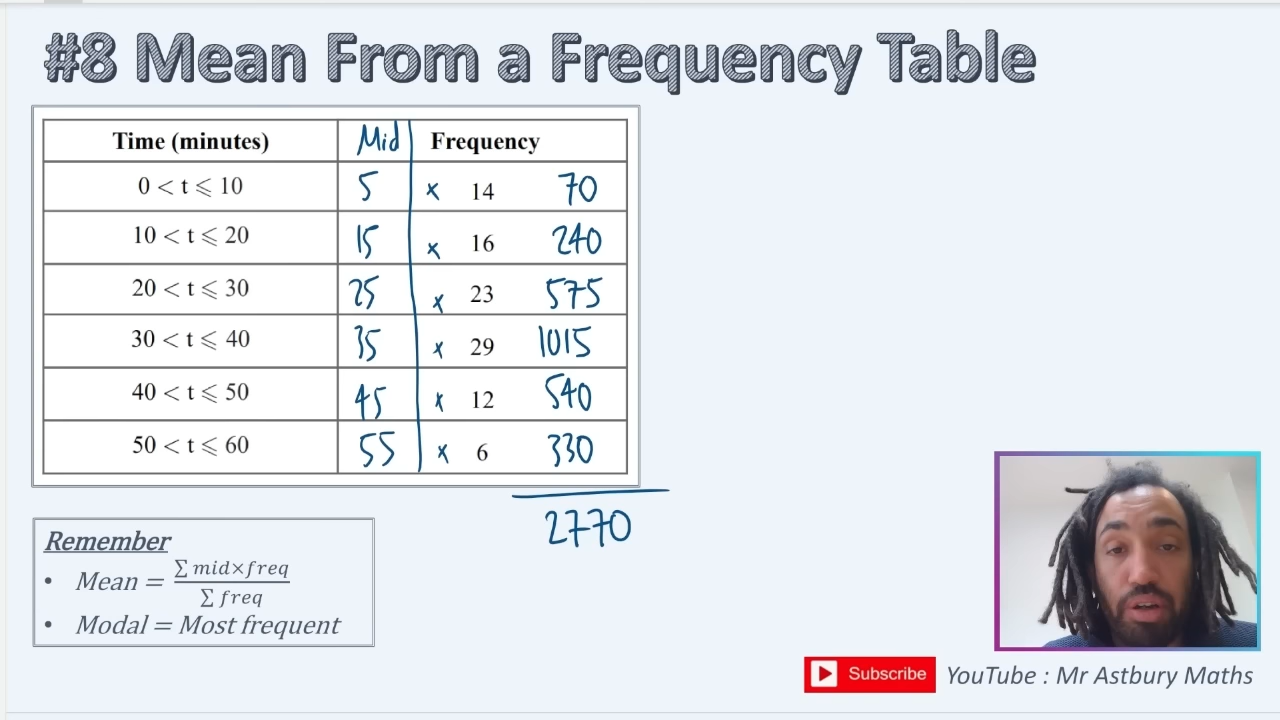 #8 Mean From a Frequency Table
Time (minutes) Mid Frequency
0 < t ⩽ 10 5 × 14 70
10 < t ⩽ 20 15 × 16 240
20 < t ⩽ 30 25 × 23 575
30 < t ⩽ 40 35 × 29 1015
40 < t ⩽ 50 45 × 12 540
50 < t ⩽ 60 55 × 6 330
2770
Remember
• Mean = ∑ mid×freq / ∑ freq
• Modal = Most frequent
Subscribe YouTube : Mr Astbury Maths